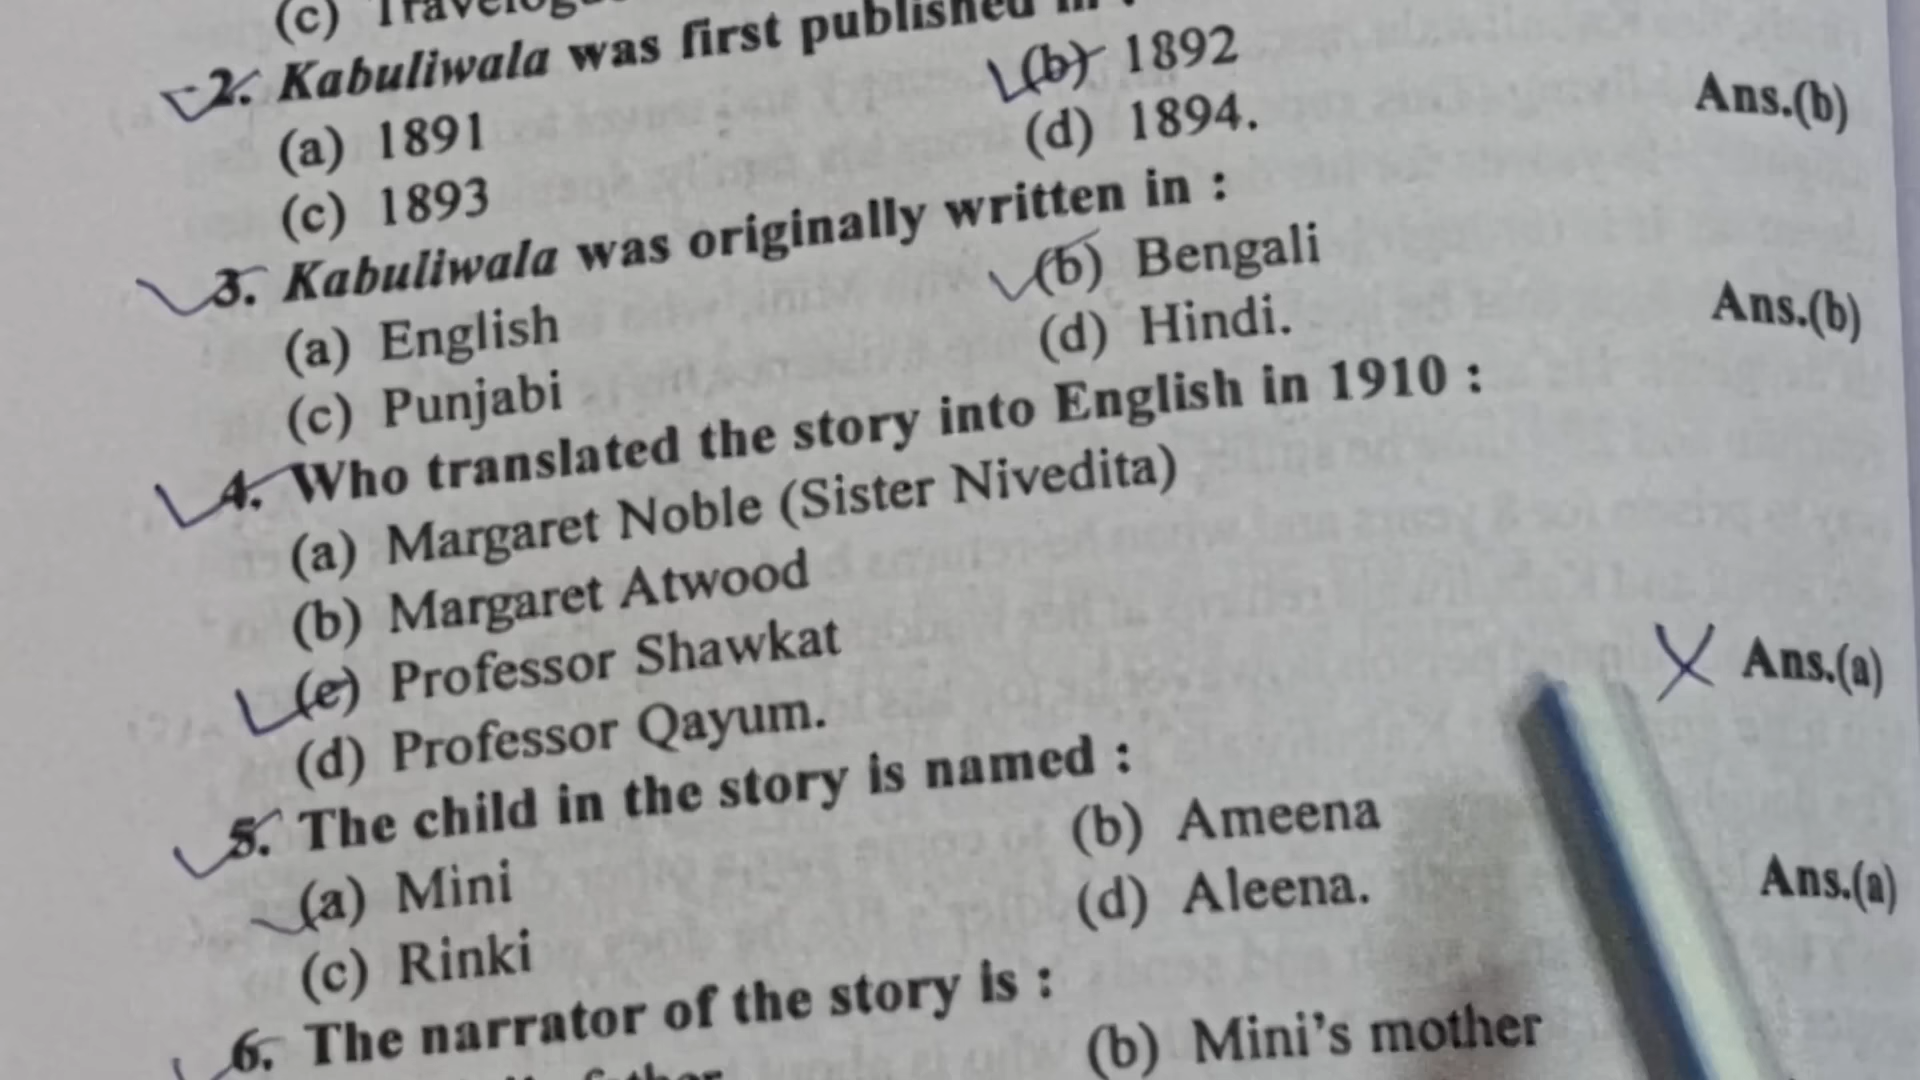 (c) Travelog
2. Kabuliwala was first published in :
(a) 1891 (b) 1892
(c) 1893 (d) 1894. Ans.(b)
3. Kabuliwala was originally written in :
(a) English (b) Bengali
(c) Punjabi (d) Hindi. Ans.(b)
4. Who translated the story into English in 1910 :
(a) Margaret Noble (Sister Nivedita)
(b) Margaret Atwood
(c) Professor Shawkat
(d) Professor Qayum. Ans.(a)
5. The child in the story is named :
(a) Mini (b) Ameena
(c) Rinki (d) Aleena. Ans.(a)
6. The narrator of the story is :
father (b) Mini's mother